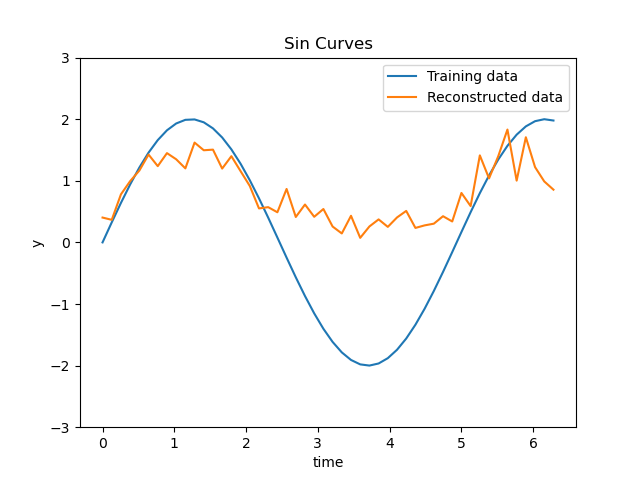 Sin Curves
Training data
Reconstructed data
3
2
1
0
−1
−2
−3
y
0 1 2 3 4 5 6
time